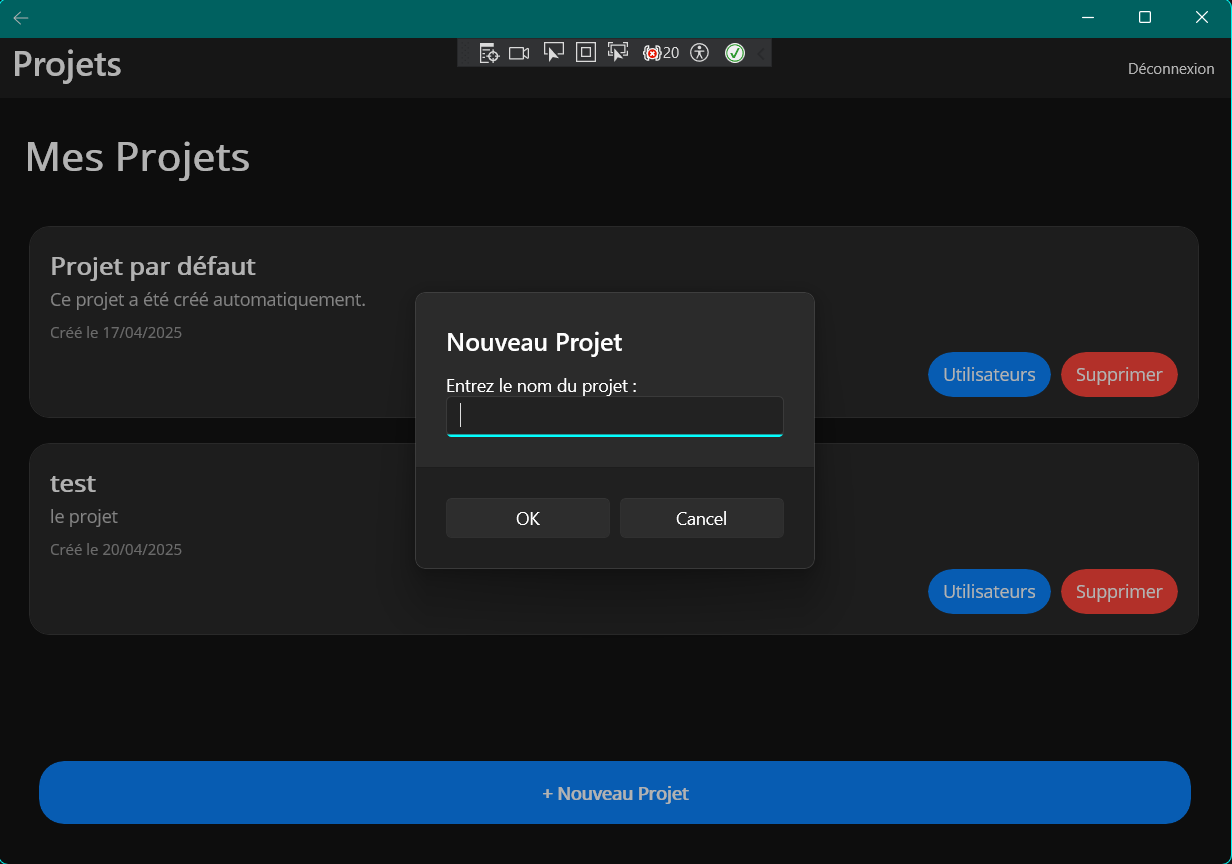 20
Projets
Déconnexion
Mes Projets
Projet par défaut
Ce projet a été créé automatiquement.
Créé le 17/04/2025
Utilisateurs
Supprimer
Nouveau Projet
Entrez le nom du projet :
OK
Cancel
test
le projet
Créé le 20/04/2025
Utilisateurs
Supprimer
+ Nouveau Projet